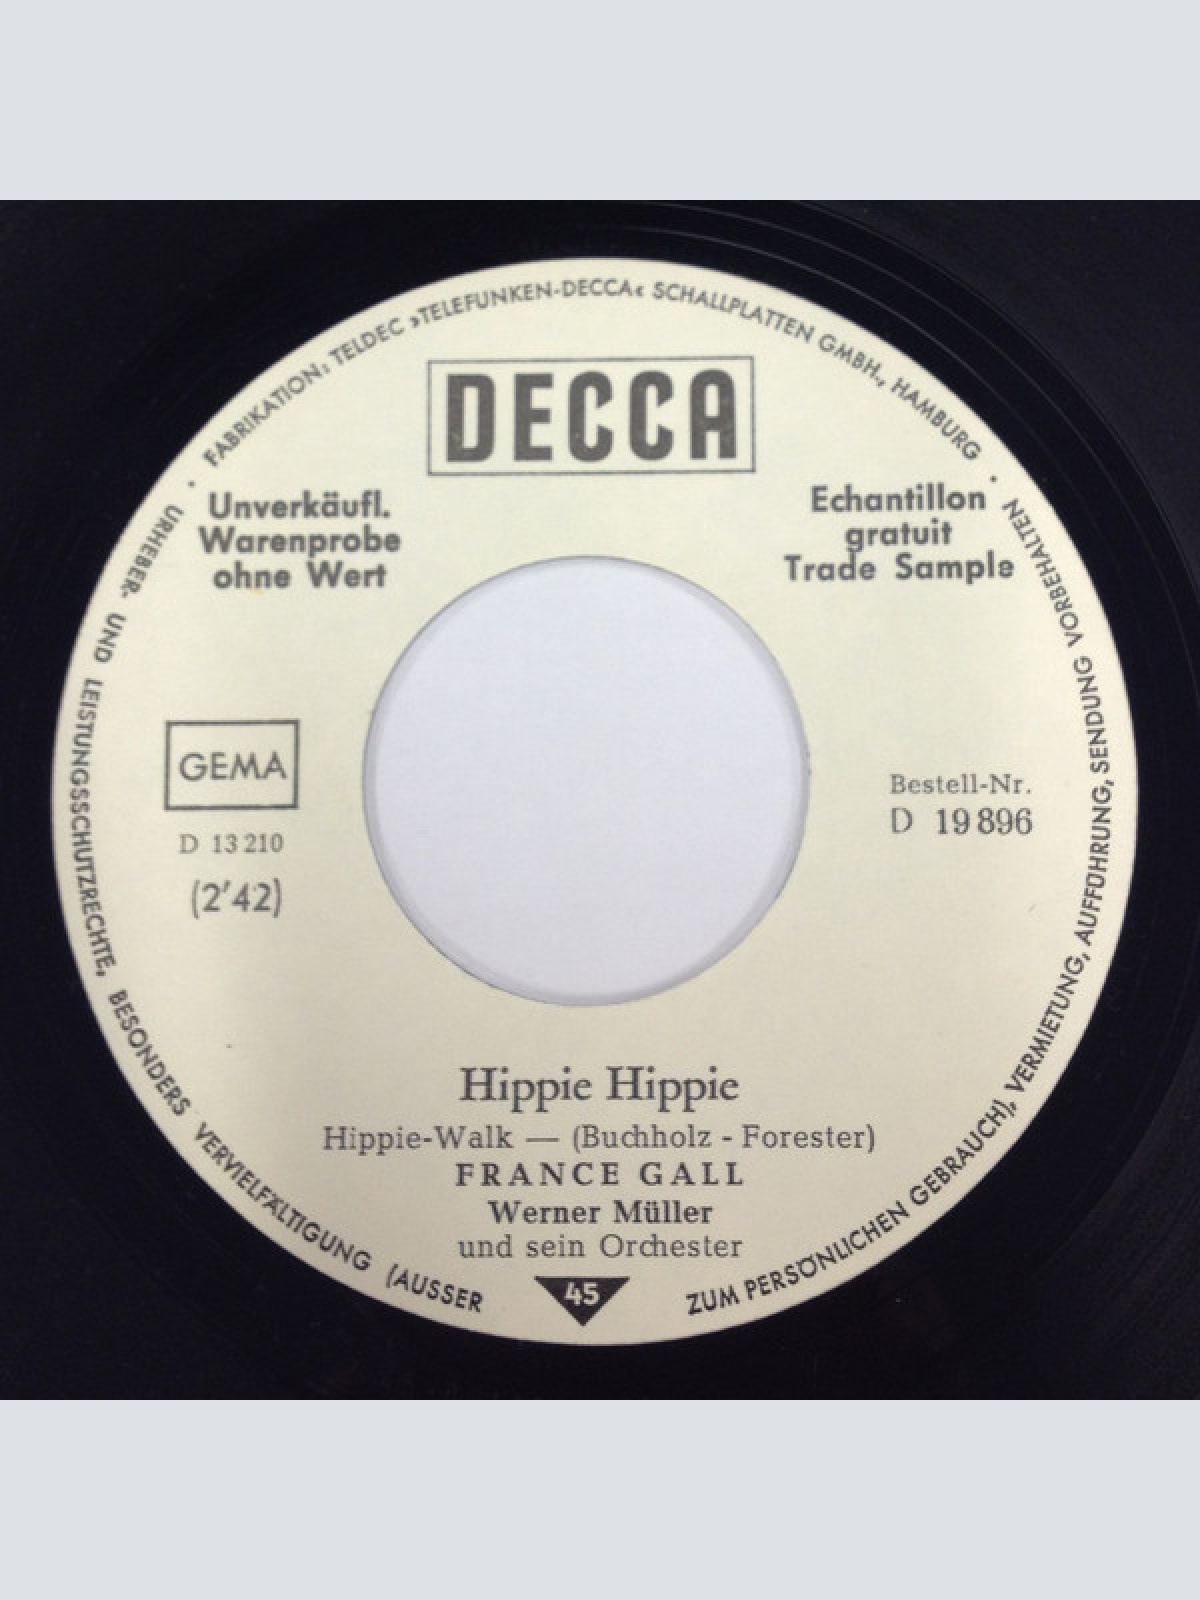 FABRIKATION: TELDEC »TELEFUNKEN-DECCA« SCHALLPLATTEN GMBH., HAMBURG ·
DECCA
Unverkäufl.
Warenprobe
ohne Wert
Echantillon
gratuit
Trade Sample
GEMA
D 13 210
(2'42)
Bestell-Nr.
D 19 896
Hippie Hippie
Hippie-Walk — (Buchholz - Forester)
FRANCE GALL
Werner Müller
und sein Orchester
45
· URHEBER- UND LEISTUNGSSCHUTZRECHTE, BESONDERS VERVIELFÄLTIGUNG (AUSSER ZUM PERSÖNLICHEN GEBRAUCH), VERMIETUNG, AUFFÜHRUNG, SENDUNG VORBEHALTEN